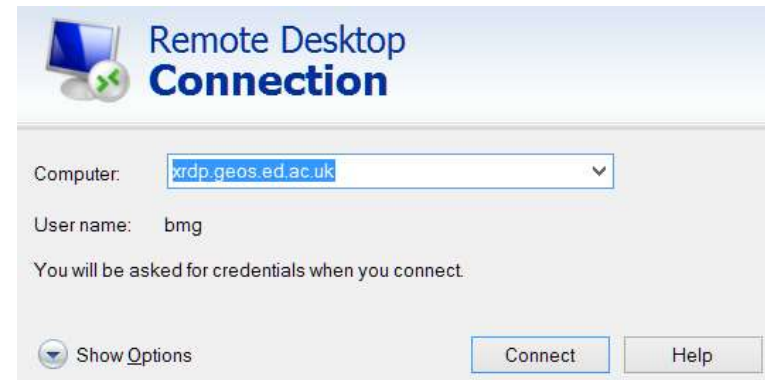 Remote Desktop
Connection
Computer: xrdp.geos.ed.ac.uk
User name: bmg
You will be asked for credentials when you connect.
Show Options Connect Help